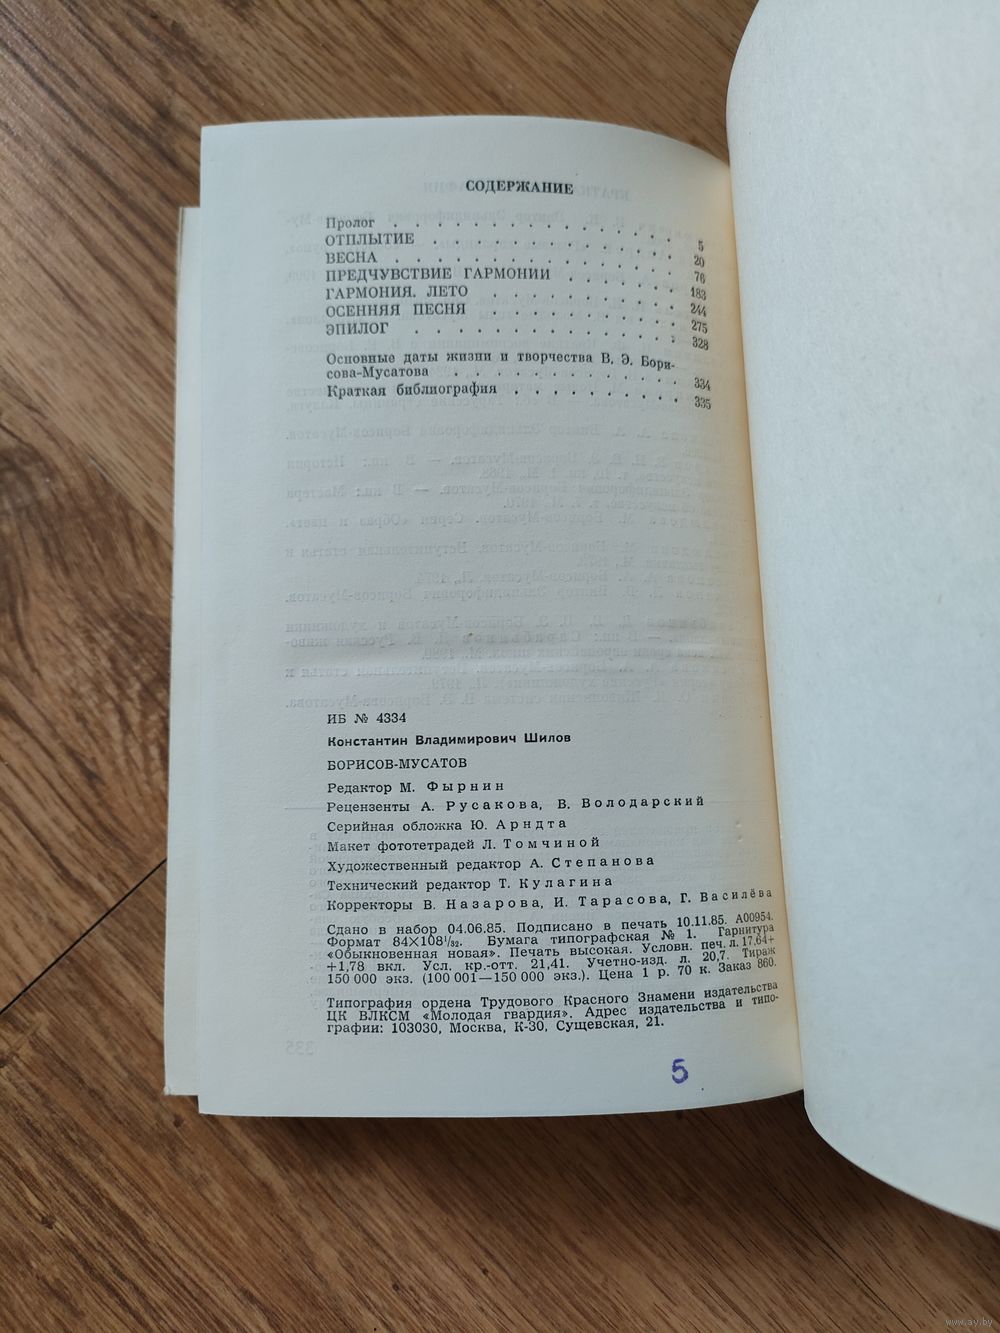 СОДЕРЖАНИЕ
Пролог . . . . . . . . . . . . . . . . 5
ОТПЛЫТИЕ . . . . . . . . . . . . . . 20
ВЕСНА . . . . . . . . . . . . . . . . 76
ПРЕДЧУВСТВИЕ ГАРМОНИИ . . . . . . . 183
ГАРМОНИЯ. ЛЕТО . . . . . . . . . . . 244
ОСЕННЯЯ ПЕСНЯ . . . . . . . . . . . 275
ЭПИЛОГ . . . . . . . . . . . . . . . 328
Основные даты жизни и творчества В. Э. Бори-
сова-Мусатова . . . . . . . . . . . . 334
Краткая библиография . . . . . . . . . 335
ИБ № 4334
Константин Владимирович Шилов
БОРИСОВ-МУСАТОВ
Редактор М. Фырнин
Рецензенты А. Русакова, В. Володарский
Серийная обложка Ю. Арндта
Макет фототетрадей Л. Томчиной
Художественный редактор А. Степанова
Технический редактор Т. Кулагина
Корректоры В. Назарова, И. Тарасова, Г. Василёва
Сдано в набор 04.06.85. Подписано в печать 10.11.85. А00954.
Формат 84×108¹/₃₂. Бумага типографская № 1. Гарнитура
«Обыкновенная новая». Печать высокая. Условн. печ. л. 17,64+
+1,78 вкл. Усл. кр.-отт. 21,41. Учетно-изд. л. 20,7. Тираж
150 000 экз. (100 001—150 000 экз.). Цена 1 р. 70 к. Заказ 860.
Типография ордена Трудового Красного Знамени издательства
ЦК ВЛКСМ «Молодая гвардия». Адрес издательства и типо-
графии: 103030, Москва, К-30, Сущевская, 21.
5
www.ay.by